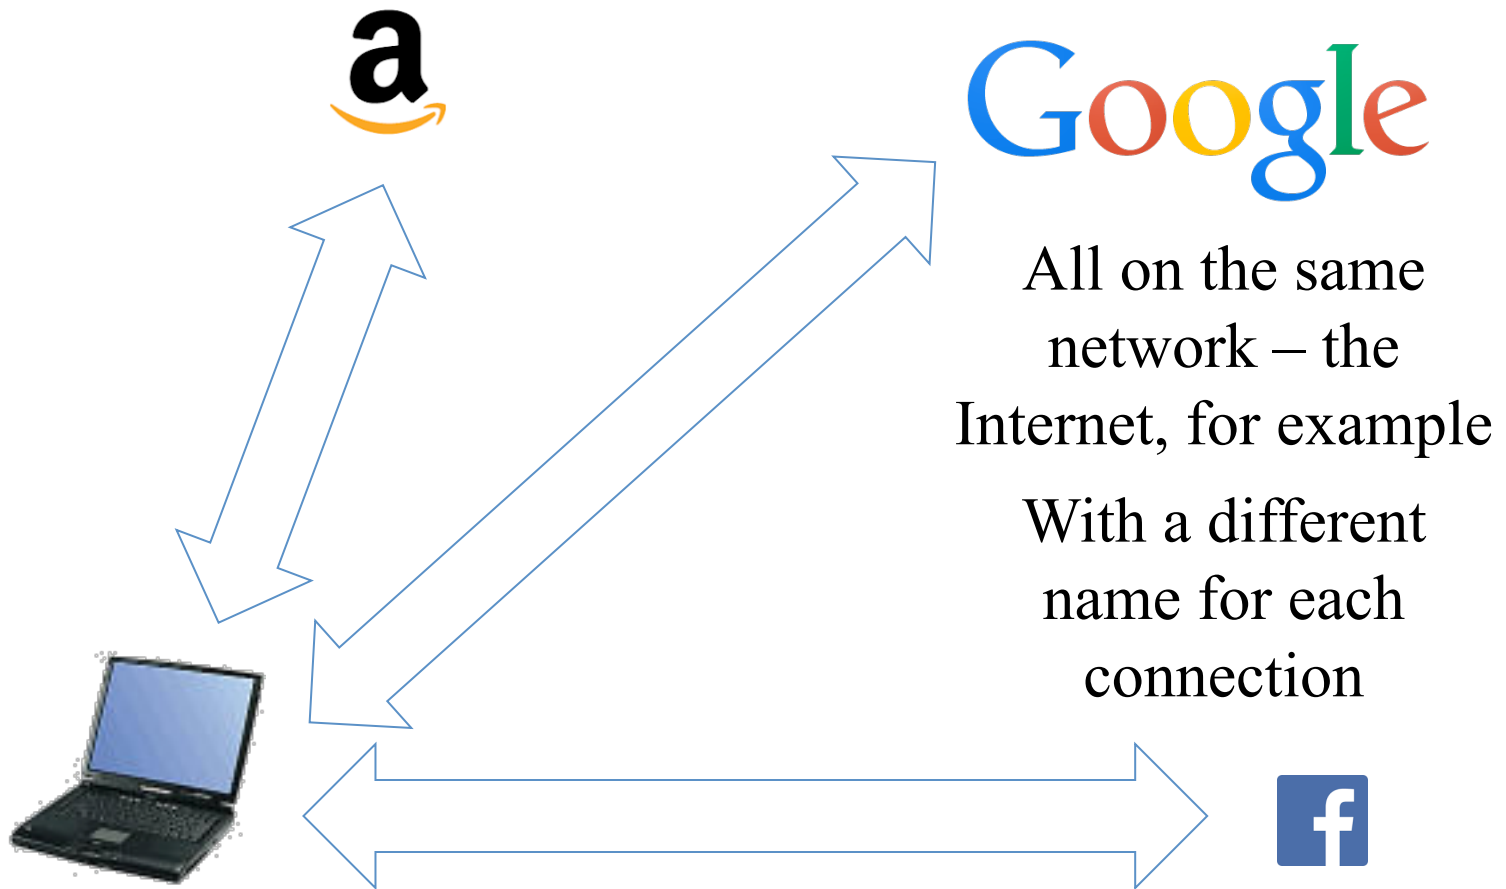 a
Google
All on the same
network – the
Internet, for example
With a different
name for each
connection
f